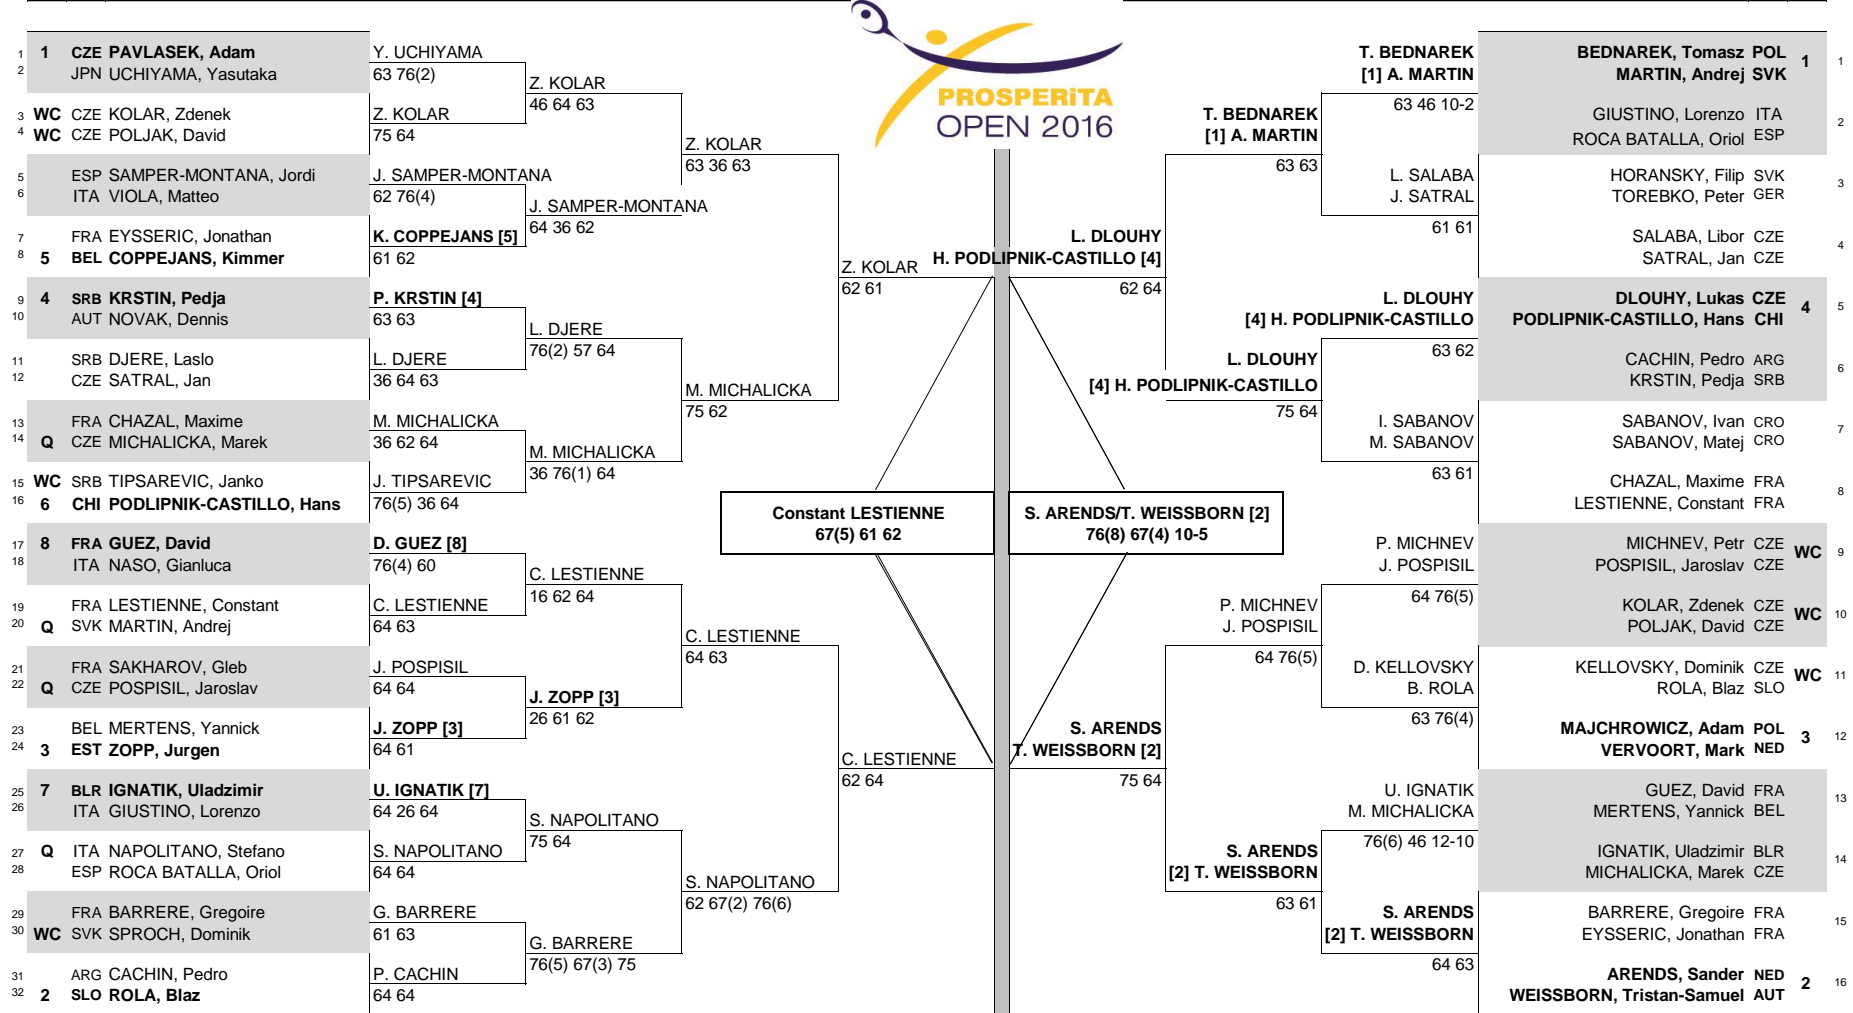 PROSPERiTA
OPEN 2016
1 1 CZE PAVLASEK, Adam
2 JPN UCHIYAMA, Yasutaka
3 WC CZE KOLAR, Zdenek
4 WC CZE POLJAK, David
5 ESP SAMPER-MONTANA, Jordi
6 ITA VIOLA, Matteo
7 FRA EYSSERIC, Jonathan
8 5 BEL COPPEJANS, Kimmer
9 4 SRB KRSTIN, Pedja
10 AUT NOVAK, Dennis
11 SRB DJERE, Laslo
12 CZE SATRAL, Jan
13 FRA CHAZAL, Maxime
14 Q CZE MICHALICKA, Marek
15 WC SRB TIPSAREVIC, Janko
16 6 CHI PODLIPNIK-CASTILLO, Hans
17 8 FRA GUEZ, David
18 ITA NASO, Gianluca
19 FRA LESTIENNE, Constant
20 Q SVK MARTIN, Andrej
21 FRA SAKHAROV, Gleb
22 Q CZE POSPISIL, Jaroslav
23 BEL MERTENS, Yannick
24 3 EST ZOPP, Jurgen
25 7 BLR IGNATIK, Uladzimir
26 ITA GIUSTINO, Lorenzo
27 Q ITA NAPOLITANO, Stefano
28 ESP ROCA BATALLA, Oriol
29 FRA BARRERE, Gregoire
30 WC SVK SPROCH, Dominik
31 ARG CACHIN, Pedro
32 2 SLO ROLA, Blaz
Y. UCHIYAMA
63 76(2)
Z. KOLAR
75 64
J. SAMPER-MONTANA
62 76(4)
K. COPPEJANS [5]
61 62
P. KRSTIN [4]
63 63
L. DJERE
36 64 63
M. MICHALICKA
36 62 64
J. TIPSAREVIC
76(5) 36 64
D. GUEZ [8]
76(4) 60
C. LESTIENNE
64 63
J. POSPISIL
64 64
J. ZOPP [3]
64 61
U. IGNATIK [7]
64 26 64
S. NAPOLITANO
64 64
G. BARRERE
61 63
P. CACHIN
64 64
Z. KOLAR
46 64 63
J. SAMPER-MONTANA
64 36 62
L. DJERE
76(2) 57 64
M. MICHALICKA
36 76(1) 64
C. LESTIENNE
16 62 64
J. ZOPP [3]
26 61 62
S. NAPOLITANO
75 64
G. BARRERE
76(5) 67(3) 75
Z. KOLAR
63 36 63
M. MICHALICKA
75 62
C. LESTIENNE
64 63
S. NAPOLITANO
62 67(2) 76(6)
Z. KOLAR
62 61
C. LESTIENNE
62 64
Constant LESTIENNE
67(5) 61 62
S. ARENDS/T. WEISSBORN [2]
76(8) 67(4) 10-5
L. DLOUHY
H. PODLIPNIK-CASTILLO [4]
62 64
S. ARENDS
T. WEISSBORN [2]
75 64
T. BEDNAREK
[1] A. MARTIN
63 63
L. DLOUHY
[4] H. PODLIPNIK-CASTILLO
75 64
P. MICHNEV
J. POSPISIL
64 76(5)
S. ARENDS
[2] T. WEISSBORN
63 61
T. BEDNAREK
[1] A. MARTIN
63 46 10-2
L. SALABA
J. SATRAL
61 61
L. DLOUHY
[4] H. PODLIPNIK-CASTILLO
63 62
I. SABANOV
M. SABANOV
63 61
P. MICHNEV
J. POSPISIL
64 76(5)
D. KELLOVSKY
B. ROLA
63 76(4)
U. IGNATIK
M. MICHALICKA
76(6) 46 12-10
S. ARENDS
[2] T. WEISSBORN
64 63
BEDNAREK, Tomasz POL
MARTIN, Andrej SVK
1 1
GIUSTINO, Lorenzo ITA
ROCA BATALLA, Oriol ESP
2
HORANSKY, Filip SVK
TOREBKO, Peter GER
3
SALABA, Libor CZE
SATRAL, Jan CZE
4
DLOUHY, Lukas CZE
PODLIPNIK-CASTILLO, Hans CHI
4 5
CACHIN, Pedro ARG
KRSTIN, Pedja SRB
6
SABANOV, Ivan CRO
SABANOV, Matej CRO
7
CHAZAL, Maxime FRA
LESTIENNE, Constant FRA
8
MICHNEV, Petr CZE
POSPISIL, Jaroslav CZE
WC 9
KOLAR, Zdenek CZE
POLJAK, David CZE
WC 10
KELLOVSKY, Dominik CZE
ROLA, Blaz SLO
WC 11
MAJCHROWICZ, Adam POL
VERVOORT, Mark NED
3 12
GUEZ, David FRA
MERTENS, Yannick BEL
13
IGNATIK, Uladzimir BLR
MICHALICKA, Marek CZE
14
BARRERE, Gregoire FRA
EYSSERIC, Jonathan FRA
15
ARENDS, Sander NED
WEISSBORN, Tristan-Samuel AUT
2 16